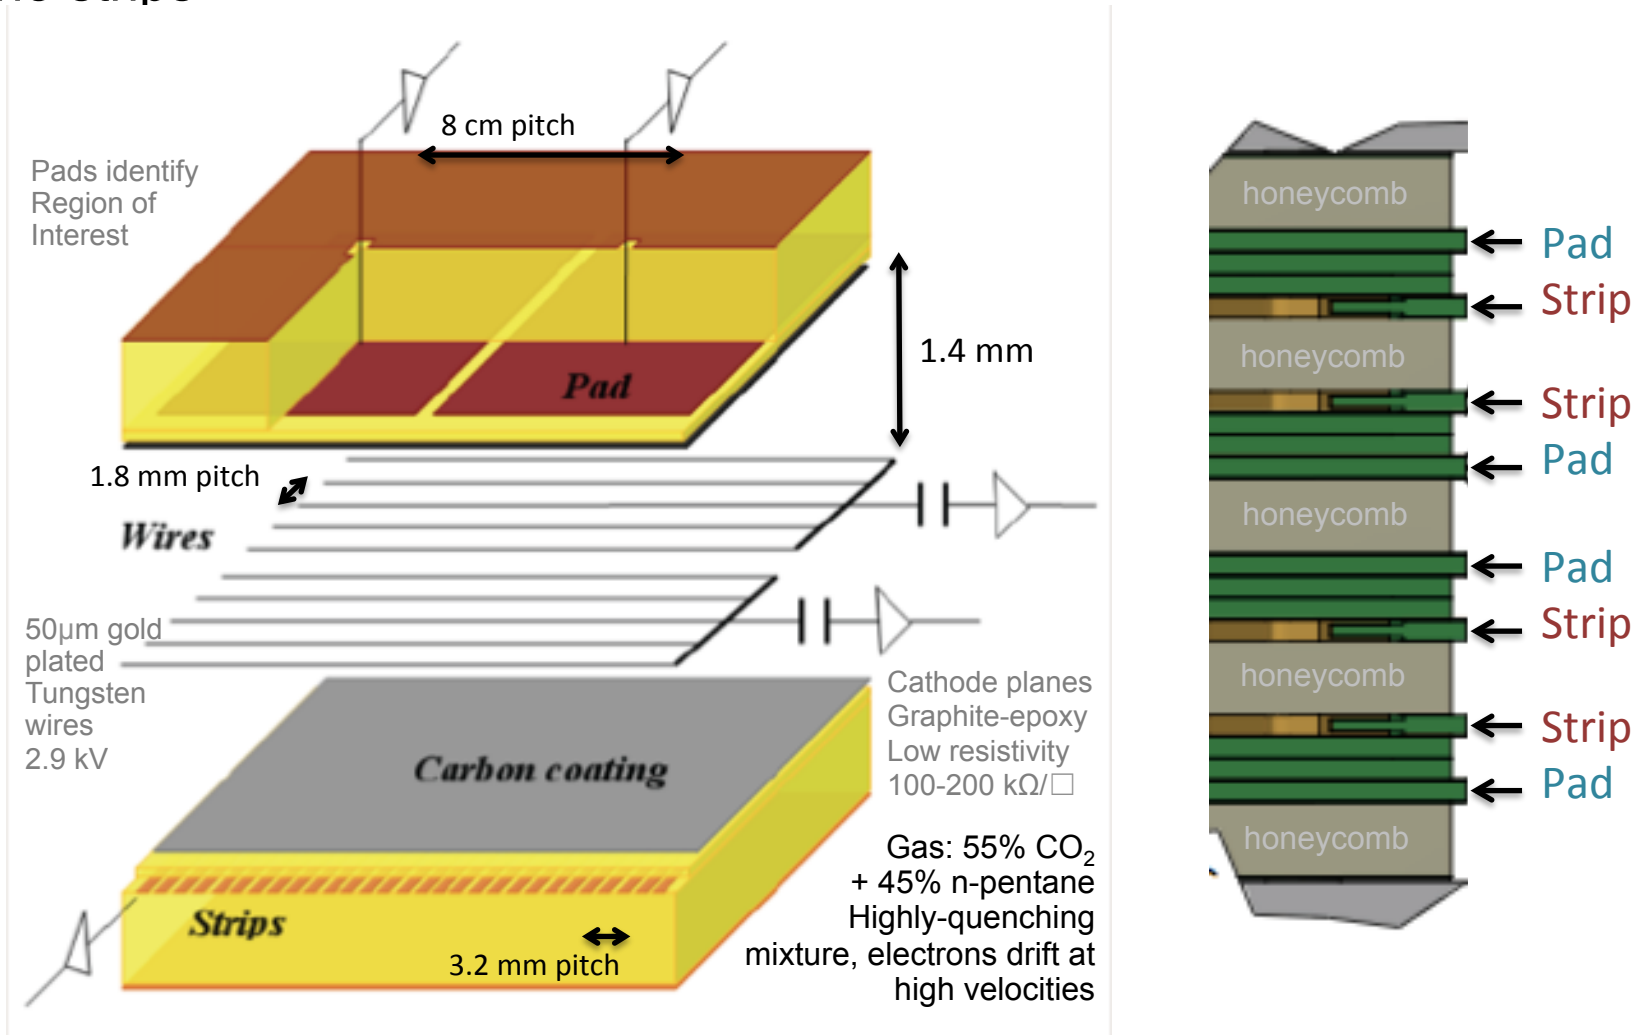 8 cm pitch
Pads identify
Region of
Interest
Pad
1.4 mm
1.8 mm pitch
Wires
50µm gold
plated
Tungsten
wires
2.9 kV
Cathode planes
Graphite-epoxy
Low resistivity
100-200 kΩ/□
Carbon coating
Gas: 55% CO₂
+ 45% n-pentane
Highly-quenching
mixture, electrons drift at
high velocities
Strips
3.2 mm pitch
honeycomb
Pad
Strip
honeycomb
Strip
Pad
honeycomb
Pad
Strip
honeycomb
Strip
Pad
honeycomb